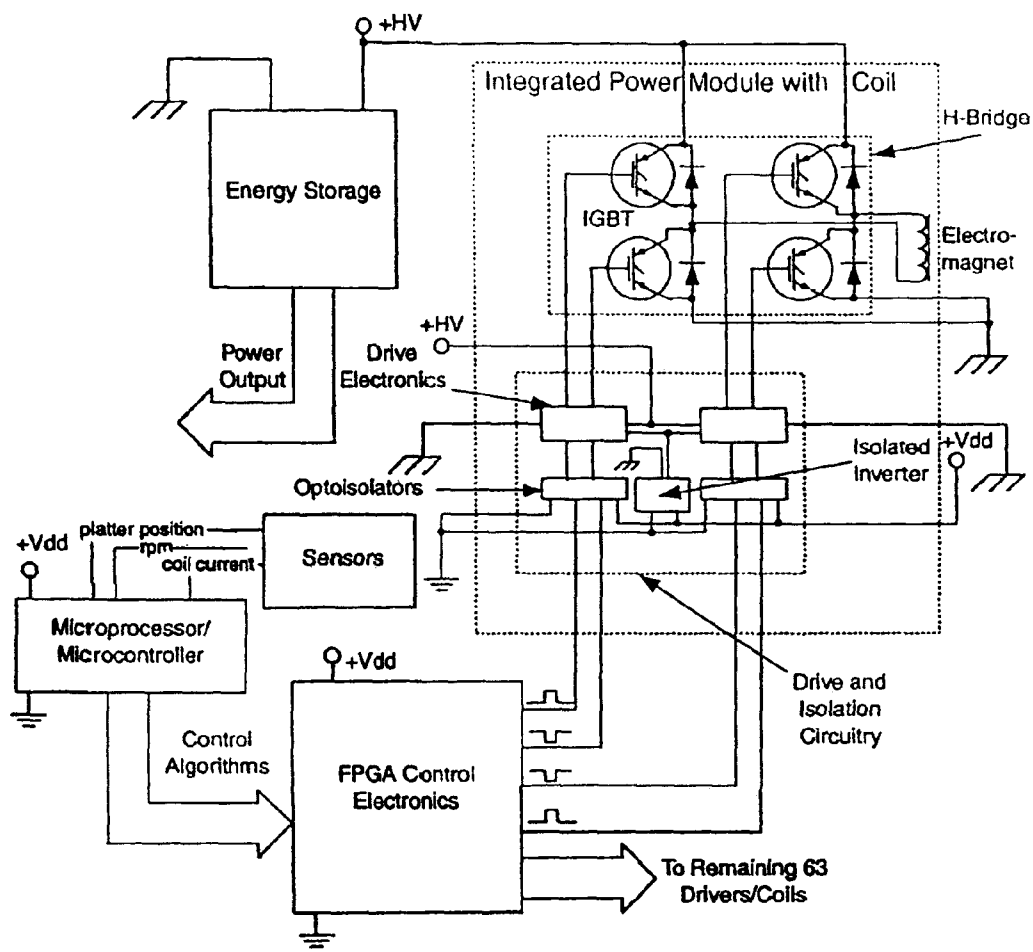 +HV
Integrated Power Module with Coil
H-Bridge
Energy Storage
IGBT
Electro-
magnet
+HV
Power
Output
Drive
Electronics
Isolated
Inverter
+Vdd
Optoisolators
platter position
rpm
coil current
+Vdd
Sensors
Microprocessor/
Microcontroller
+Vdd
Drive and
Isolation
Circuitry
Control
Algorithms
FPGA Control
Electronics
To Remaining 63
Drivers/Coils